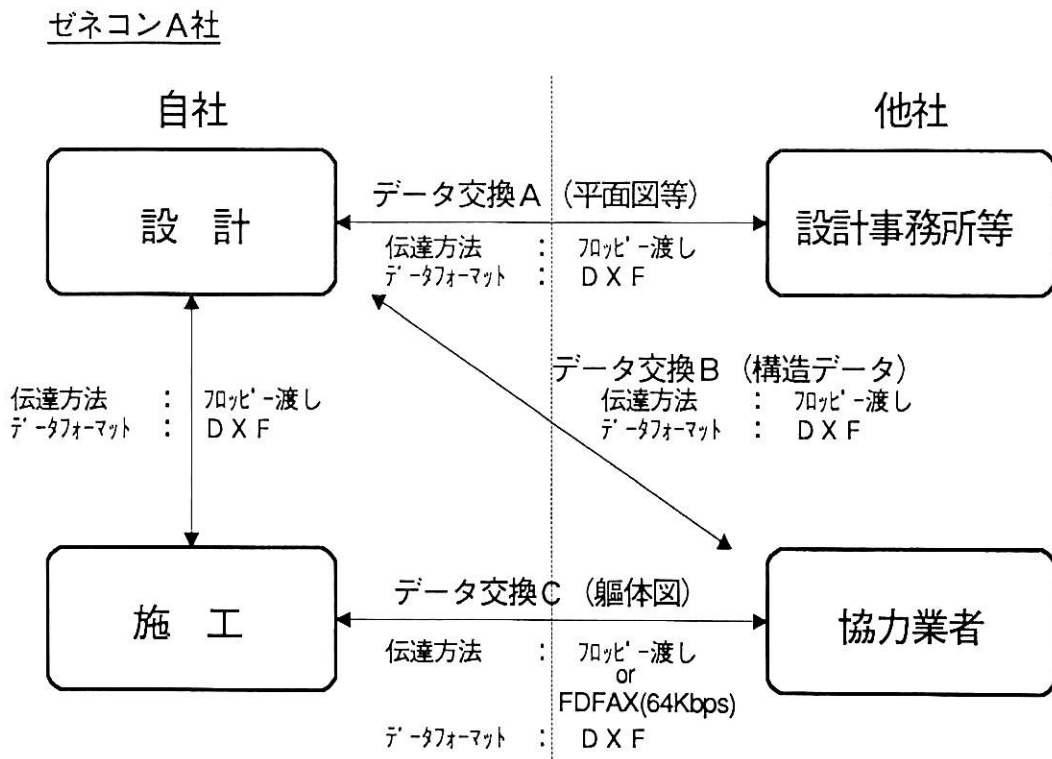 ゼネコンA社
自社
他社
設 計
データ交換A (平面図等)
伝達方法 : フロッピー渡し
データフォーマット : DXF
設計事務所等
データ交換B (構造データ)
伝達方法 : フロッピー渡し
データフォーマット : DXF
伝達方法 : フロッピー渡し
データフォーマット : DXF
施 工
データ交換C (躯体図)
伝達方法 : フロッピー渡し
or
FDFAX(64Kbps)
データフォーマット : DXF
協力業者